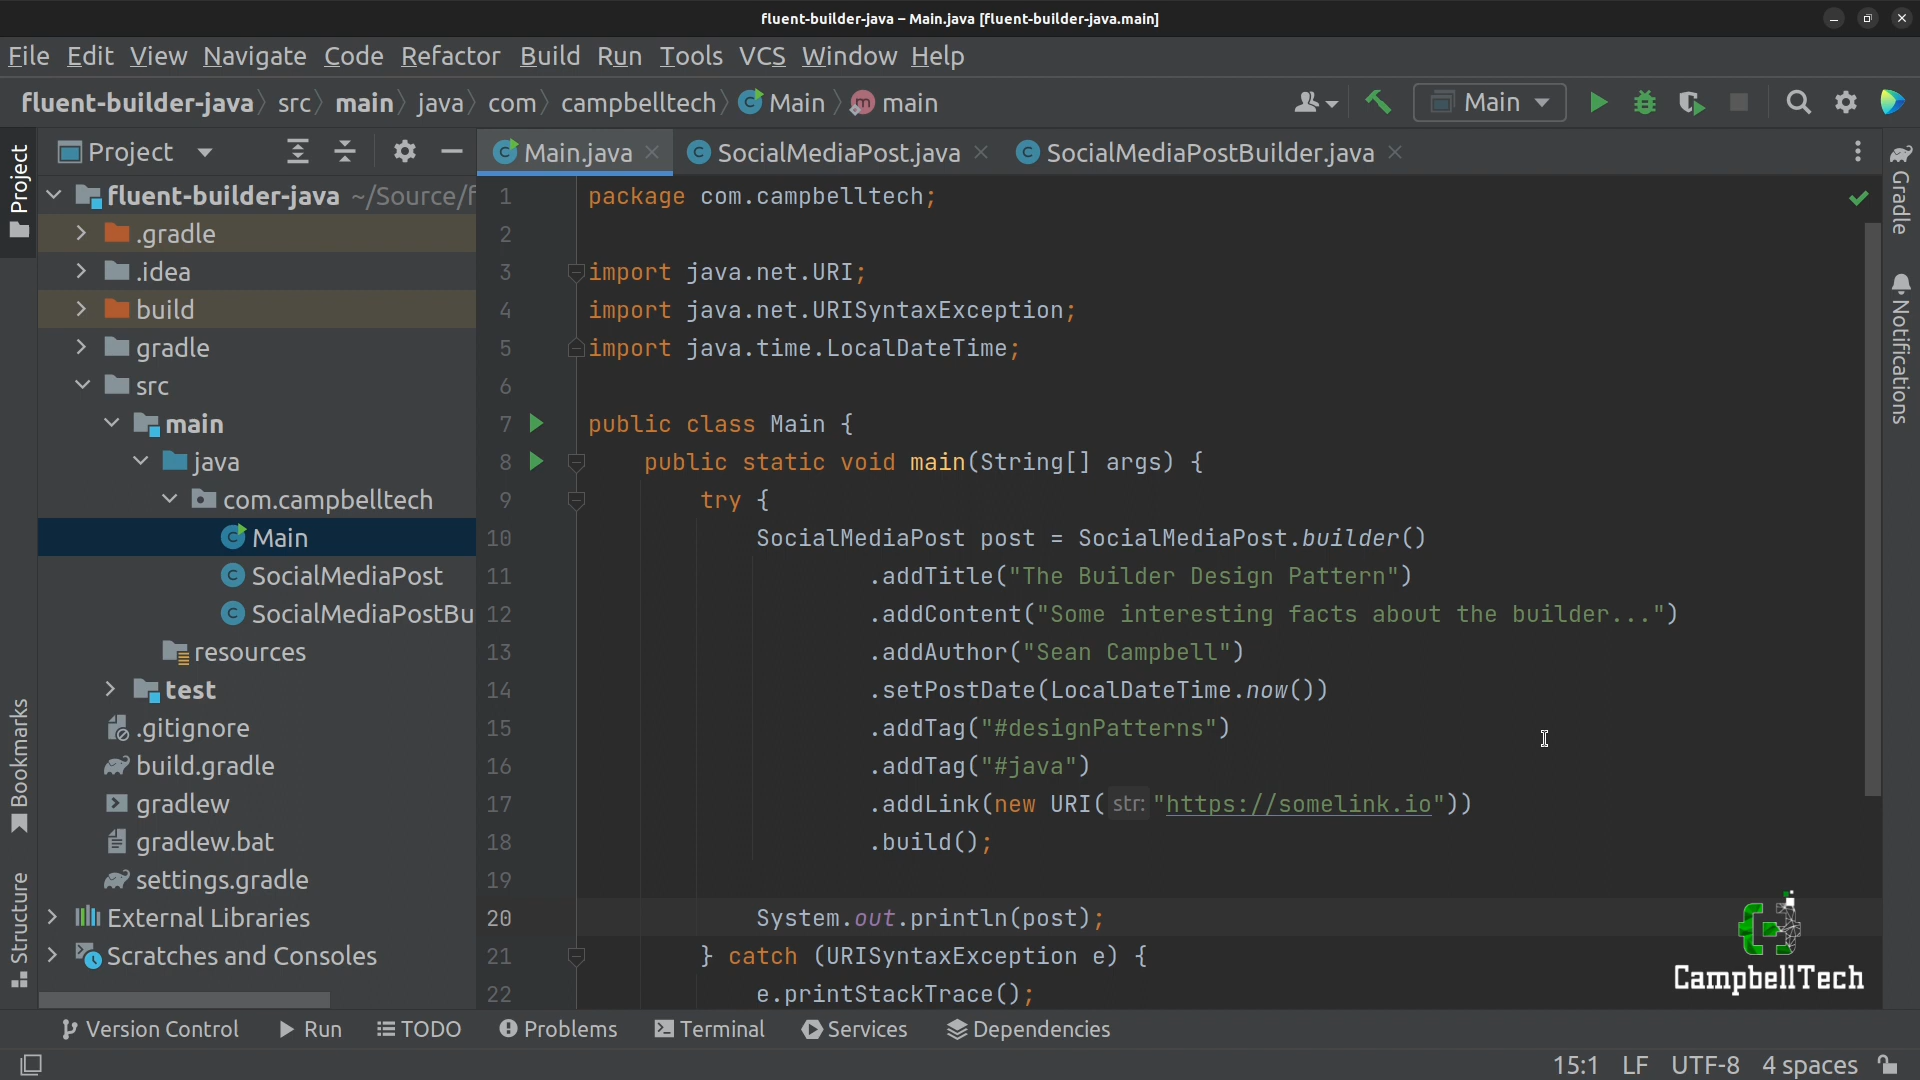 fluent-builder-java – Main.java [fluent-builder-java.main]
File Edit View Navigate Code Refactor Build Run Tools VCS Window Help
fluent-builder-java src main java com campbelltech Main main
Main
Project
Main.java SocialMediaPost.java SocialMediaPostBuilder.java
Project
Bookmarks
Structure
fluent-builder-java ~/Source/f
.gradle
.idea
build
gradle
src
main
java
com.campbelltech
Main
SocialMediaPost
SocialMediaPostBu
resources
test
.gitignore
build.gradle
gradlew
gradlew.bat
settings.gradle
External Libraries
Scratches and Consoles
1 package com.campbelltech;
2
3 import java.net.URI;
4 import java.net.URISyntaxException;
5 import java.time.LocalDateTime;
6
7 public class Main {
8 public static void main(String[] args) {
9 try {
10 SocialMediaPost post = SocialMediaPost.builder()
11 .addTitle("The Builder Design Pattern")
12 .addContent("Some interesting facts about the builder...")
13 .addAuthor("Sean Campbell")
14 .setPostDate(LocalDateTime.now())
15 .addTag("#designPatterns")
16 .addTag("#java")
17 .addLink(new URI( str: "https://somelink.io"))
18 .build();
19
20 System.out.println(post);
21 } catch (URISyntaxException e) {
22 e.printStackTrace();
Gradle
Notifications
CampbellTech
Version Control Run TODO Problems Terminal Services Dependencies
15:1 LF UTF-8 4 spaces